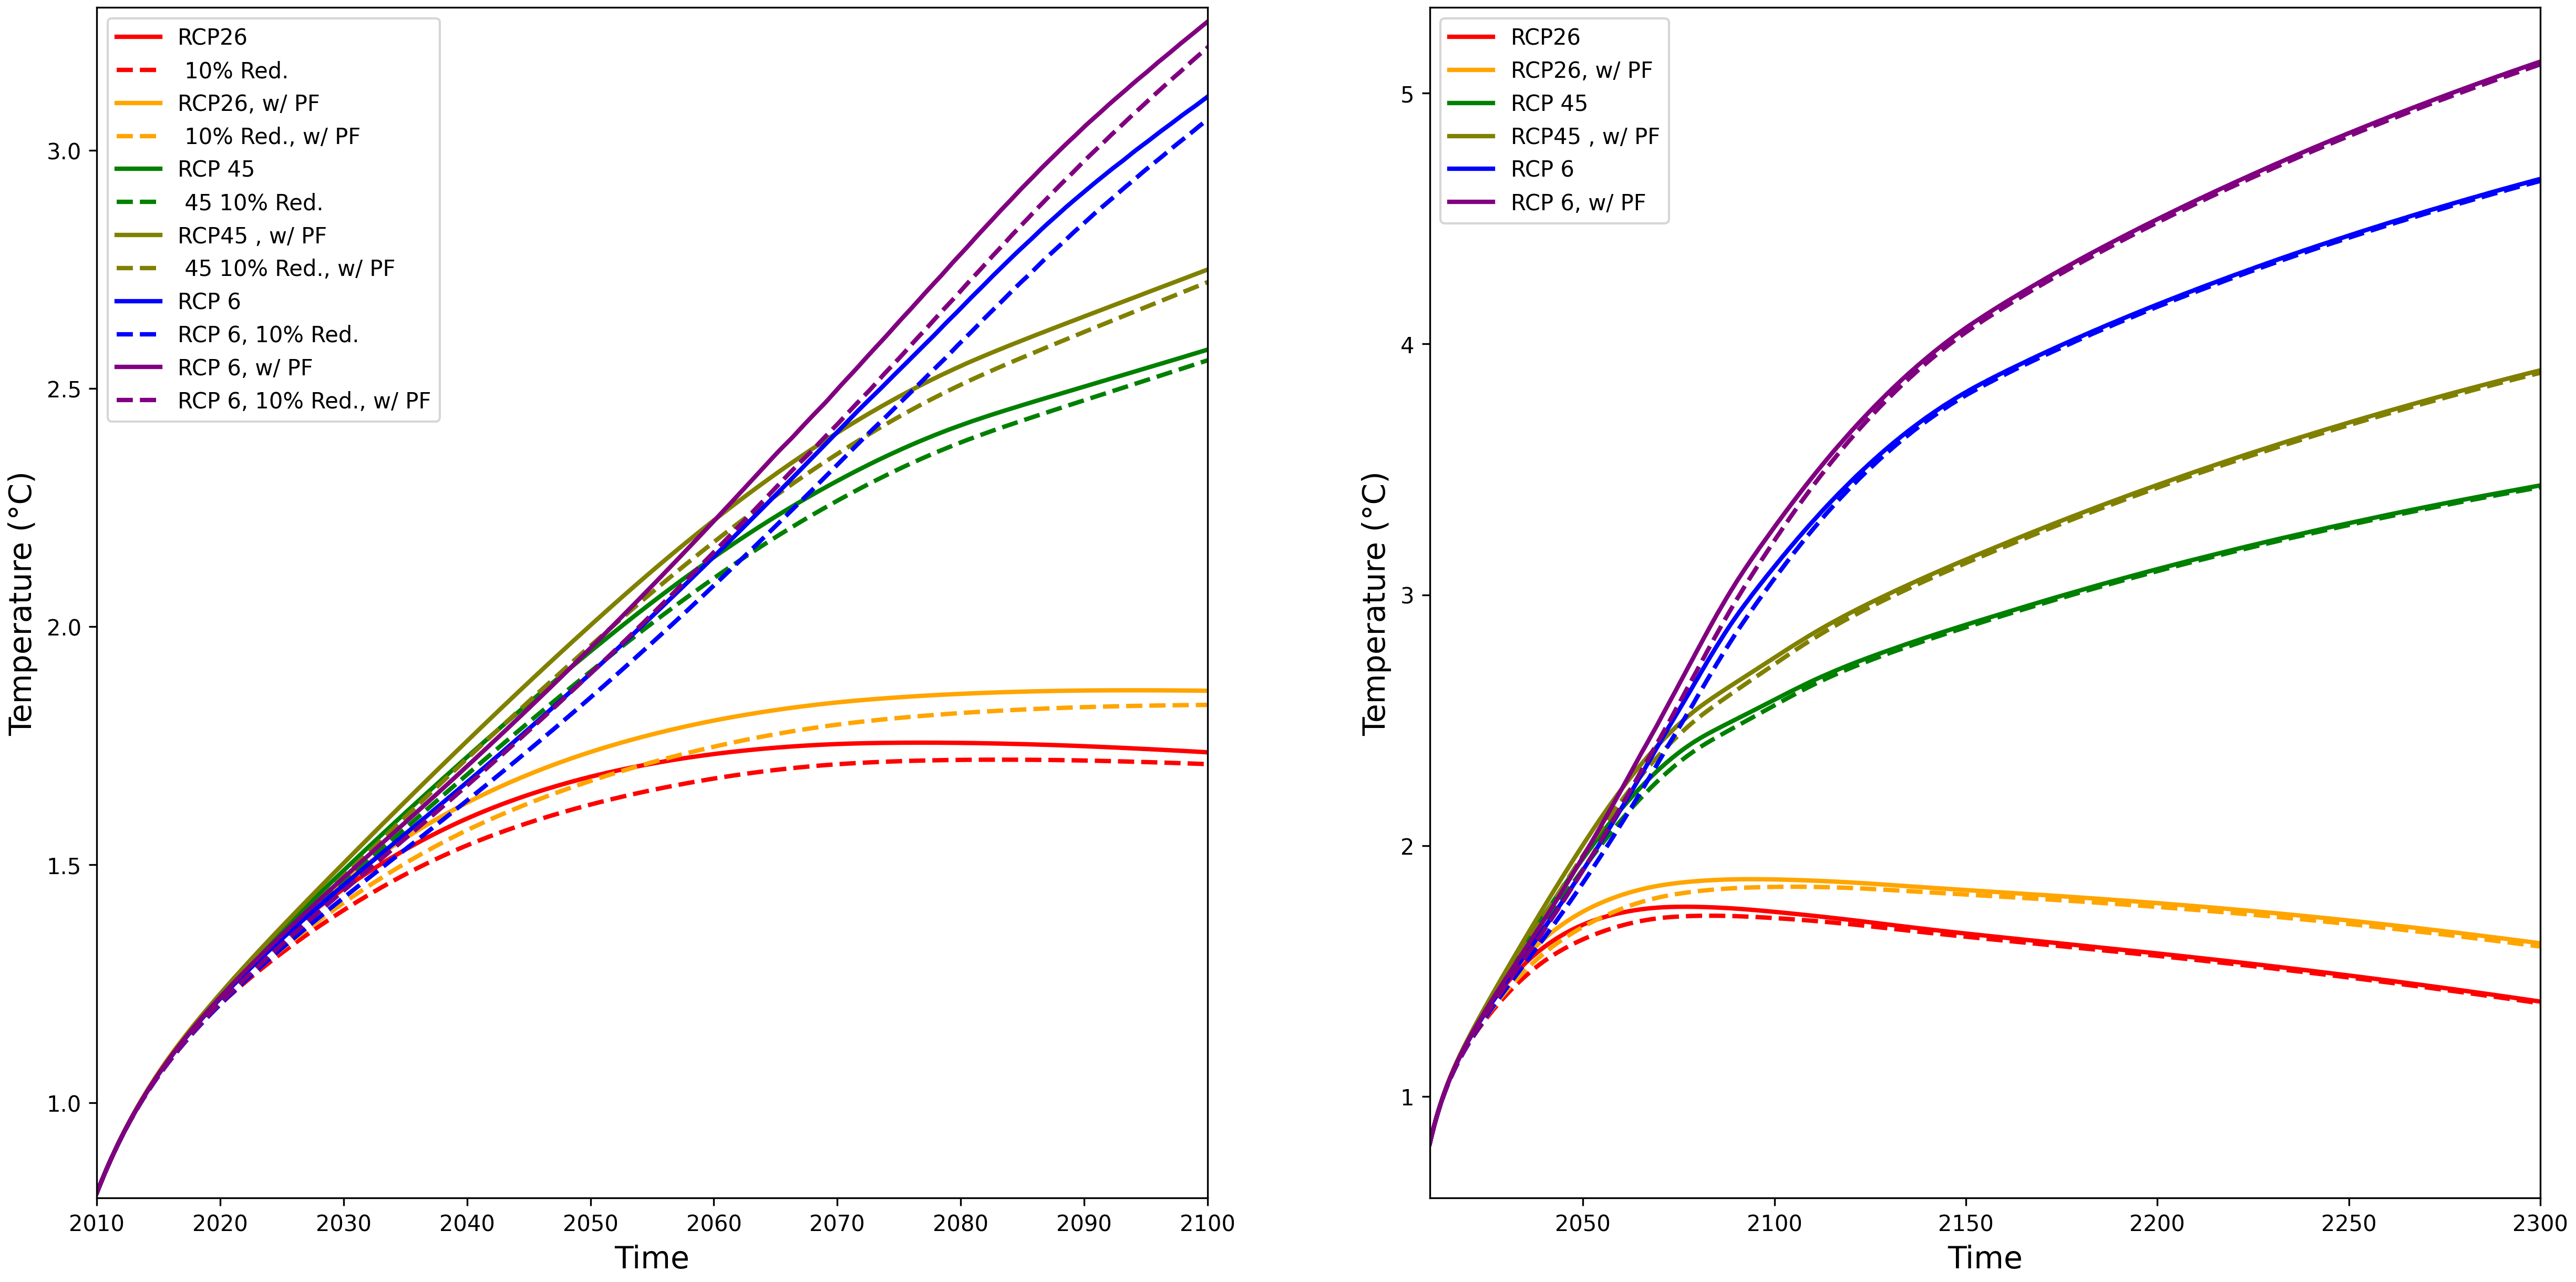 RCP26
10% Red.
RCP26, w/ PF
10% Red., w/ PF
RCP 45
45 10% Red.
RCP45 , w/ PF
45 10% Red., w/ PF
RCP 6
RCP 6, 10% Red.
RCP 6, w/ PF
RCP 6, 10% Red., w/ PF
3.0
2.5
2.0
1.5
1.0
Temperature (°C)
2010 2020 2030 2040 2050 2060 2070 2080 2090 2100
Time
RCP26
RCP26, w/ PF
RCP 45
RCP45 , w/ PF
RCP 6
RCP 6, w/ PF
5
4
3
2
1
Temperature (°C)
2050 2100 2150 2200 2250 2300
Time